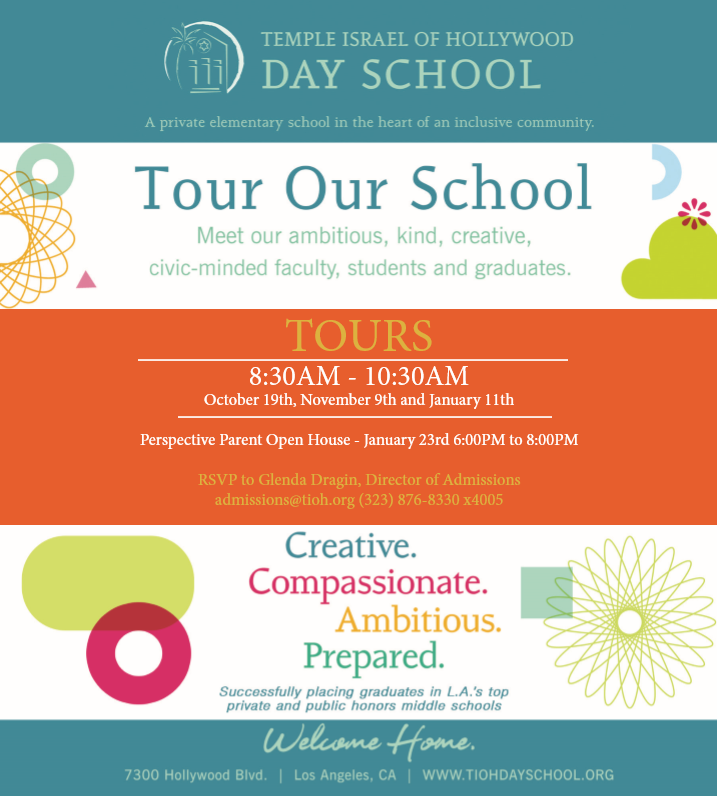 TEMPLE ISRAEL OF HOLLYWOOD
DAY SCHOOL
A private elementary school in the heart of an inclusive community.
Tour Our School
Meet our ambitious, kind, creative,
civic-minded faculty, students and graduates.
TOURS
8:30AM - 10:30AM
October 19th, November 9th and January 11th
Perspective Parent Open House - January 23rd 6:00PM to 8:00PM
RSVP to Glenda Dragin, Director of Admissions
admissions@tioh.org (323) 876-8330 x4005
Creative.
Compassionate.
Ambitious.
Prepared.
Successfully placing graduates in L.A.'s top
private and public honors middle schools
Welcome Home.
7300 Hollywood Blvd. | Los Angeles, CA | WWW.TIOHDAYSCHOOL.ORG